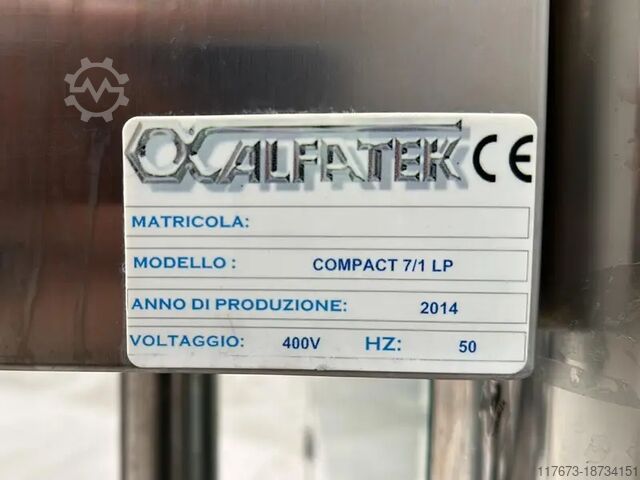 ALFATEK CE
MATRICOLA:
MODELLO : COMPACT 7/1 LP
ANNO DI PRODUZIONE: 2014
VOLTAGGIO: 400V HZ: 50
117673-18734151